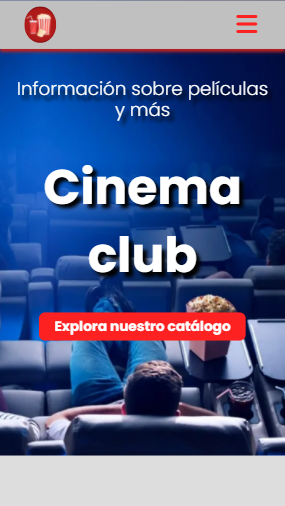 Información sobre películas
y más
Cinema
club
Explora nuestro catálogo